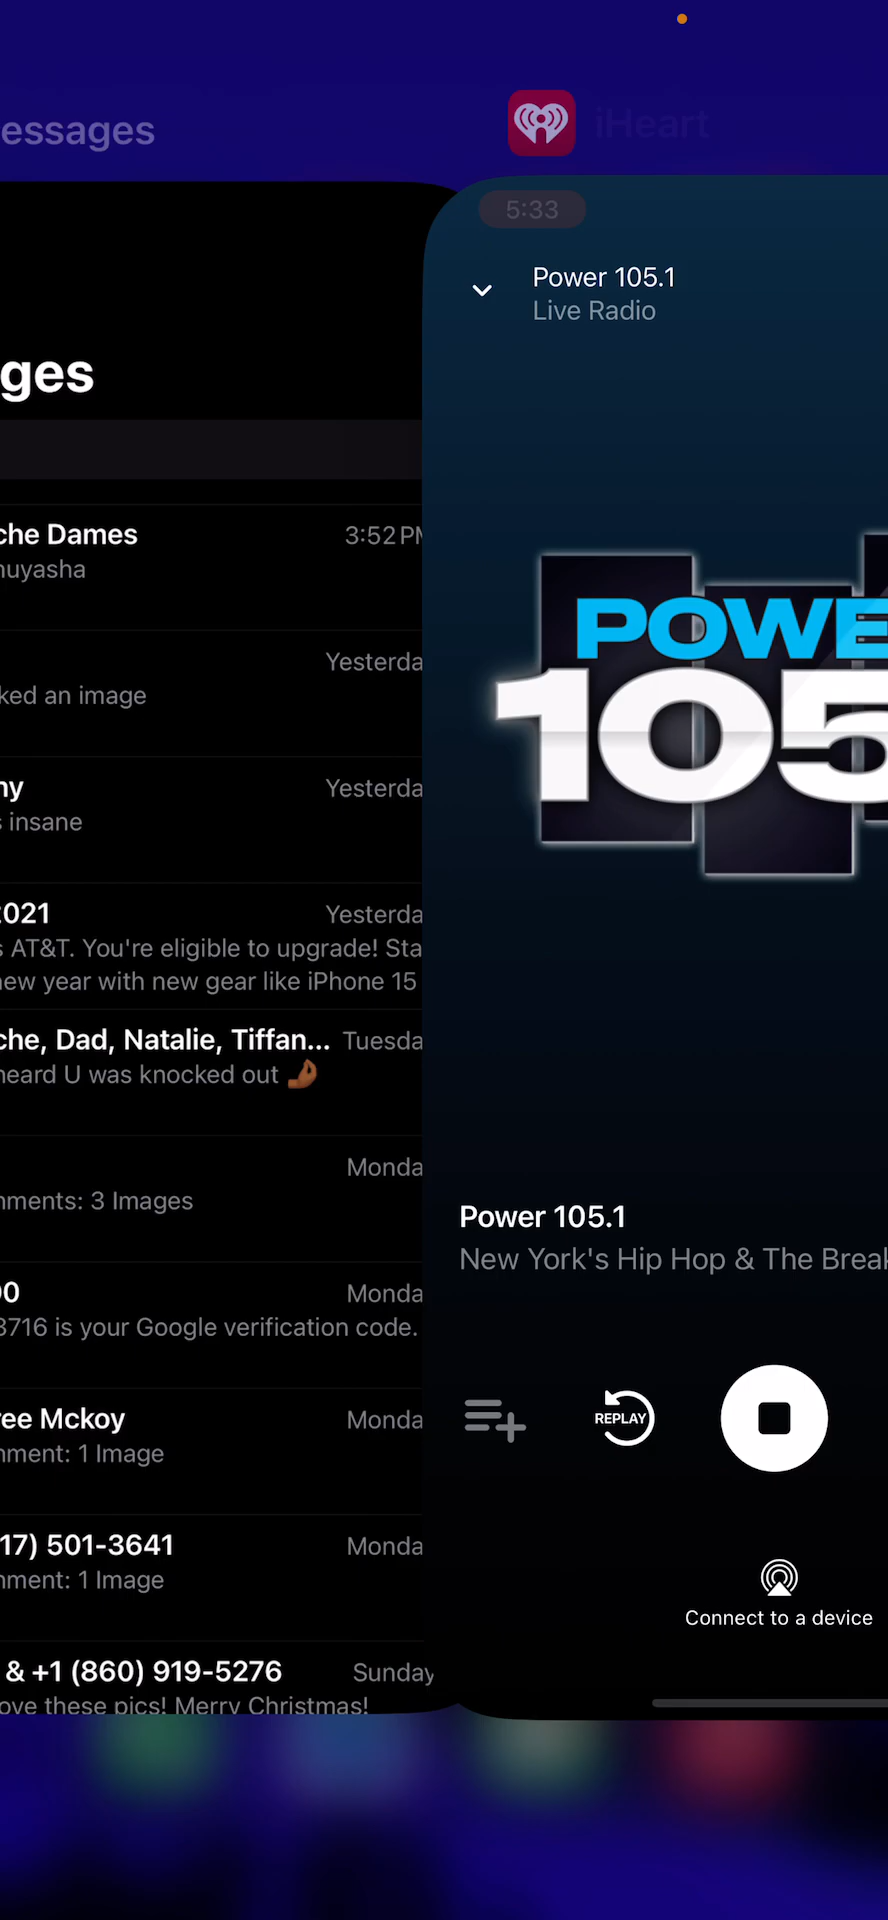 essages
ges
che Dames
3:52 PM
nuyasha
Yesterda
ked an image
ny
Yesterda
s insane
2021
Yesterda
s AT&T. You're eligible to upgrade! Sta
new year with new gear like iPhone 15
che, Dad, Natalie, Tiffan...
Tuesda
heard U was knocked out 🤌🏾
Monda
nments: 3 Images
00
Monda
3716 is your Google verification code.
ree Mckoy
Monda
nment: 1 Image
17) 501-3641
Monda
nment: 1 Image
& +1 (860) 919-5276
Sunday
ove these pics! Merry Christmas!
iHeart
5:33
Power 105.1
Live Radio
POWE
105
Power 105.1
New York's Hip Hop & The Break
REPLAY
Connect to a device